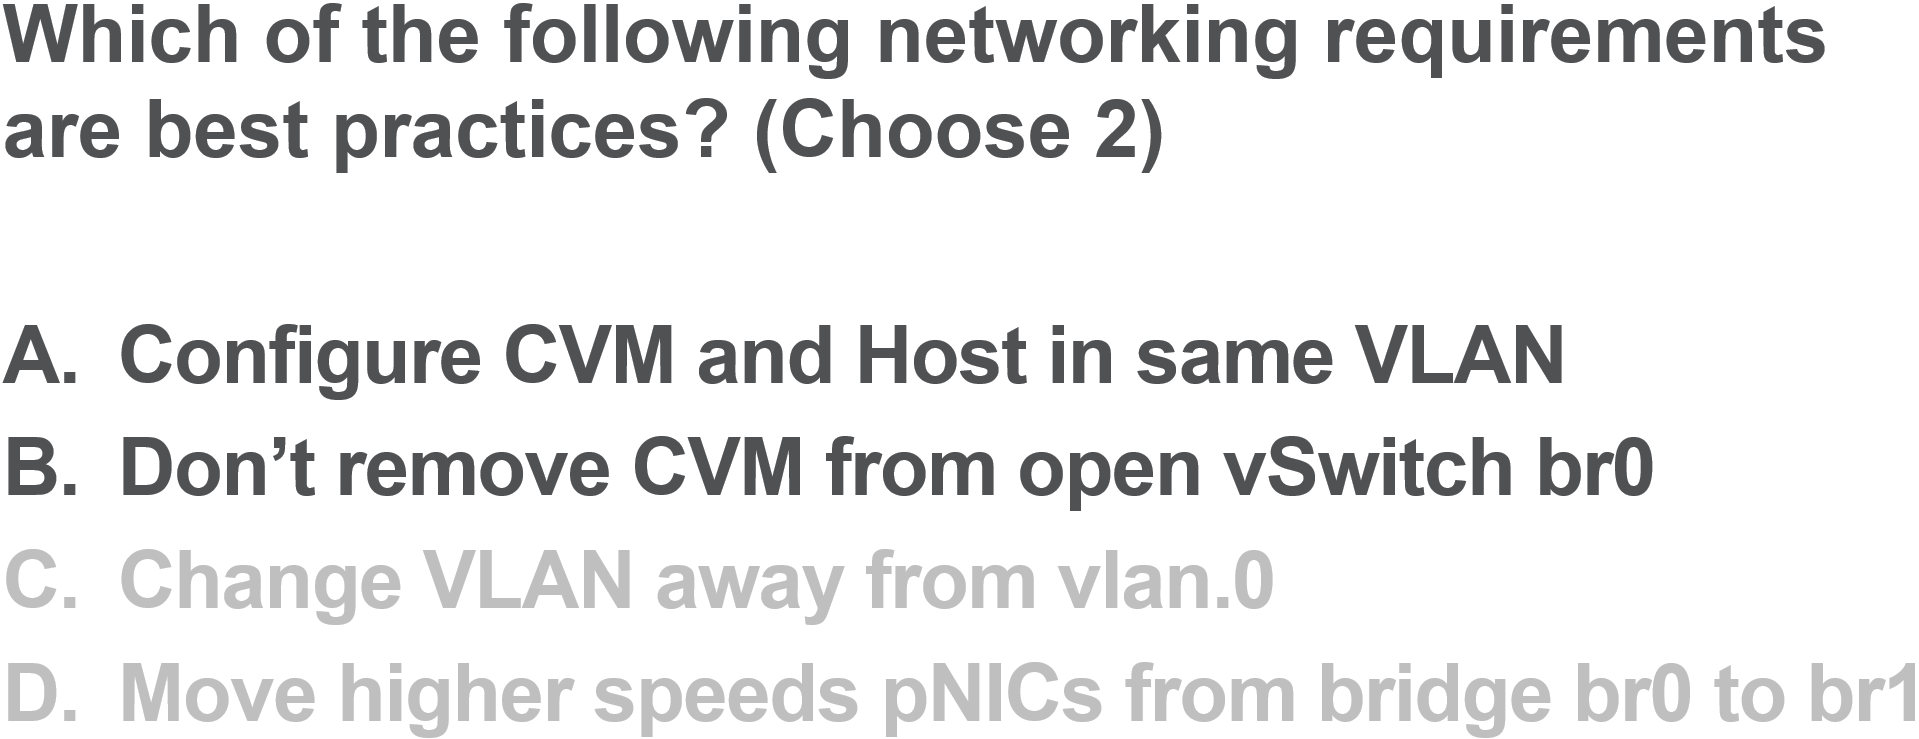 Which of the following networking requirements
are best practices? (Choose 2)
A. Configure CVM and Host in same VLAN
B. Don’t remove CVM from open vSwitch br0
C. Change VLAN away from vlan.0
D. Move higher speeds pNICs from bridge br0 to br1